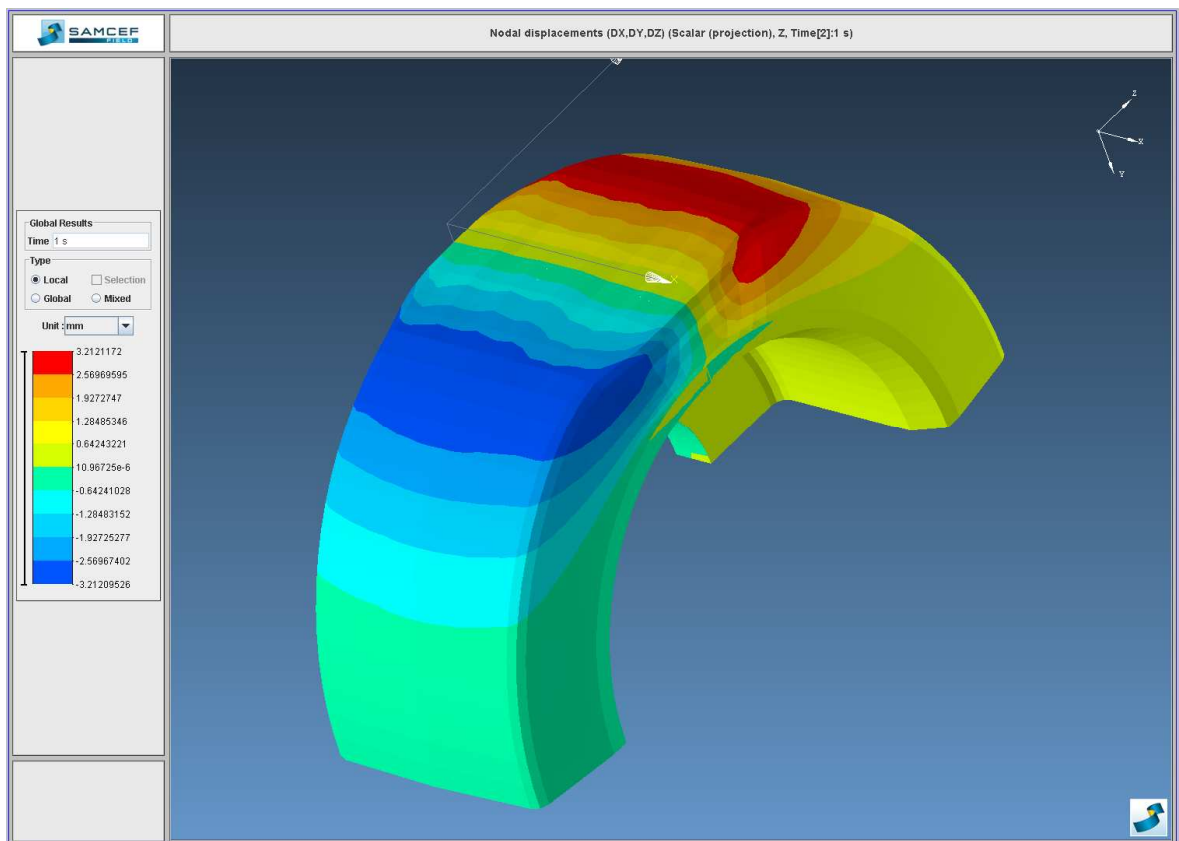 SAMCEF
FIELD
Nodal displacements (DX,DY,DZ) (Scalar (projection), Z, Time[2]:1 s)
Z
X
Y
X
Global Results
Time 1 s
Type
Local Selection
Global Mixed
Unit : mm
3.2121172
2.56969595
1.9272747
1.28485346
0.64243221
10.96725e-6
-0.64241028
-1.28483152
-1.92725277
-2.56967402
-3.21209526